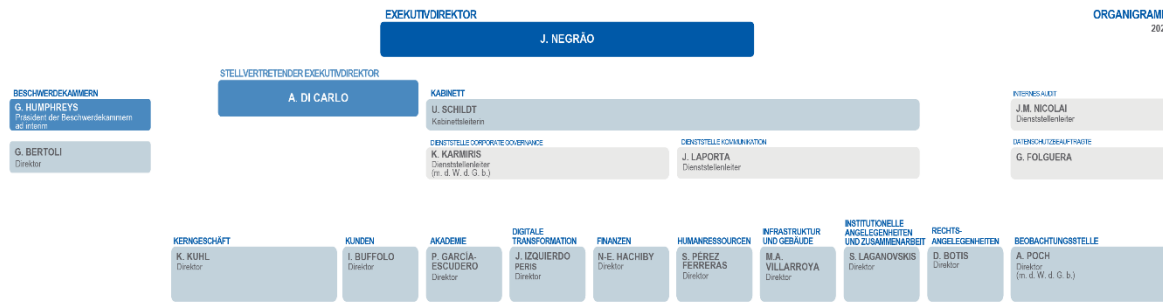 EXEKUTIVDIREKTOR
J. NEGRÃO
STELLVERTRETENDER EXEKUTIVDIREKTOR
A. DI CARLO
BESCHWERDEKAMMERN
G. HUMPHREYS
Präsident der Beschwerdekammern
ad interim
G. BERTOLI
Direktor
KABINETT
U. SCHILDT
Kabinettsleiterin
DIENSTSTELLE CORPORATE GOVERNANCE
K. KARMIRIS
Dienststellenleiter
(m. d. W. d. G. b.)
DIENSTSTELLE KOMMUNIKATION
J. LAPORTA
Dienststellenleiter
INTERNES AUDIT
J.M. NICOLAI
Dienststellenleiter
DATENSCHUTZBEAUFTRAGTE
G. FOLGUERA
KERNGESCHÄFT
K. KUHL
Direktor
KUNDEN
I. BUFFOLO
Direktor
AKADEMIE
P. GARCÍA-
ESCUDERO
Direktor
DIGITALE
TRANSFORMATION
J. IZQUIERDO
PERIS
Direktor
FINANZEN
N-E. HACHIBY
Direktor
HUMANRESSOURCEN
S. PÉREZ
FERRERAS
Direktor
INFRASTRUKTUR
UND GEBÄUDE
M.A.
VILLARROYA
Direktor
INSTITUTIONELLE
ANGELEGENHEITEN
UND ZUSAMMENARBEIT
S. LAGANOVSKIS
Direktor
RECHTS-
ANGELEGENHEITEN
D. BOTIS
Direktor
BEOBACHTUNGSSTELLE
A. POCH
Direktor
(m. d. W. d. G. b.)